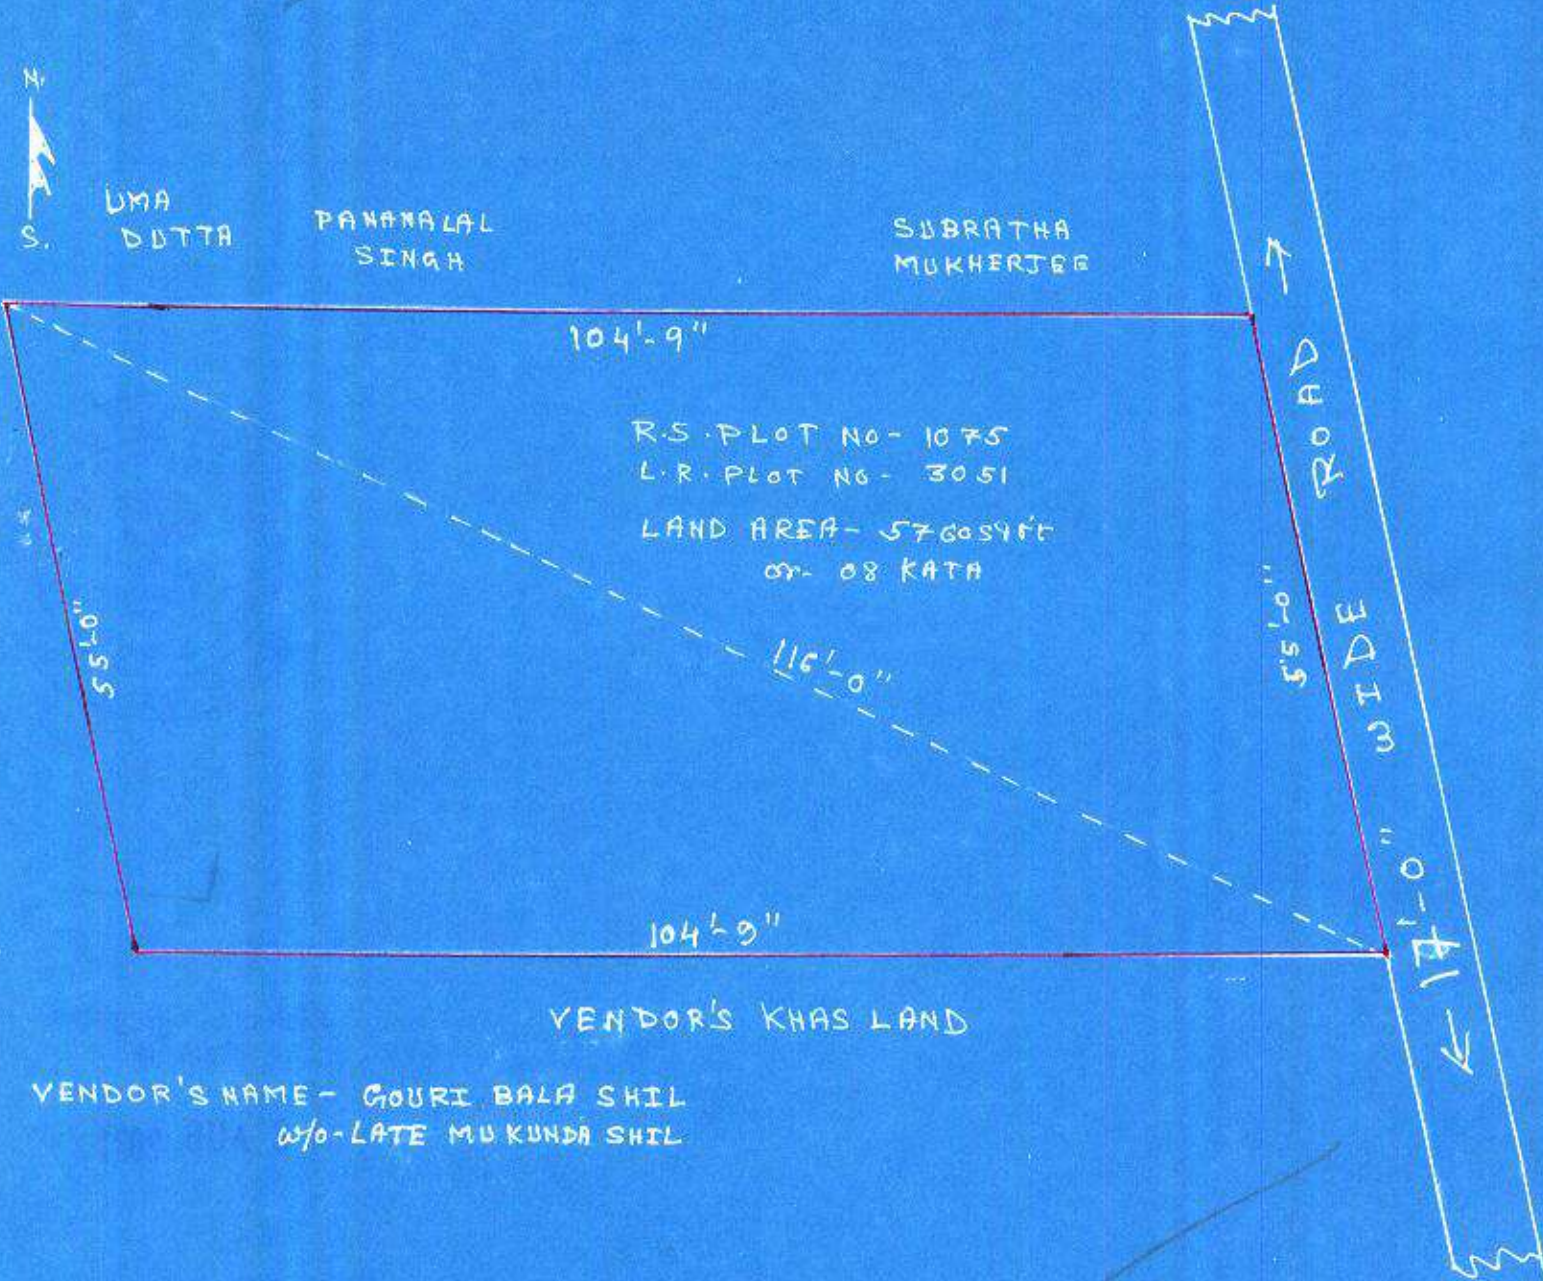 N.
S.
UMA
DUTTA
PANANALAL
SINGH
SUBRATHA
MUKHERJEE
104'-9"
R.S. PLOT NO - 1075
L.R. PLOT NO - 3051
LAND AREA - 5760 Sqft
or- 08 KATA
116'-0"
55'-0"
55'-0"
14'-0" WIDE ROAD
104'-9"
VENDOR'S KHAS LAND
VENDOR'S NAME - GOURI BALA SHIL
W/O - LATE MUKUNDA SHIL